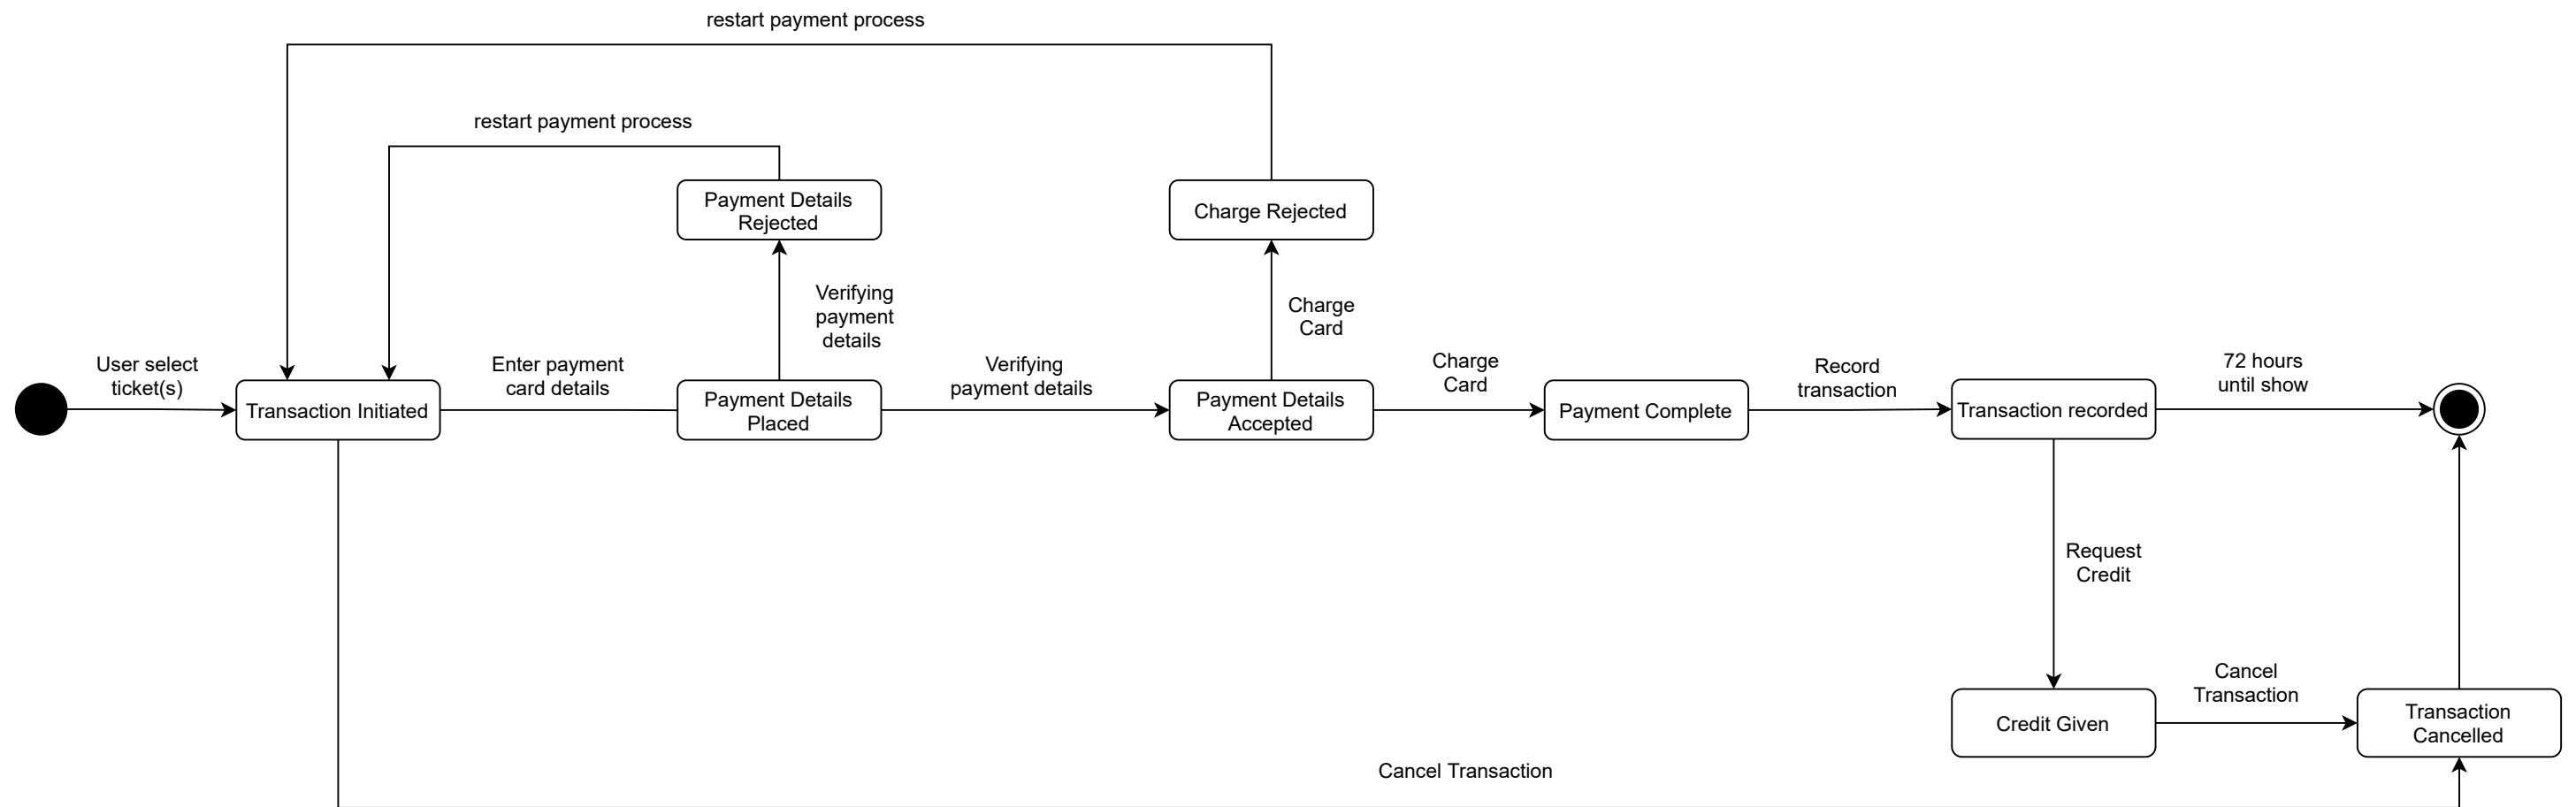 restart payment process
restart payment process
Payment Details
Rejected
Charge Rejected
Verifying
payment
details
Charge
Card
User select
ticket(s)
Transaction Initiated
Enter payment
card details
Payment Details
Placed
Verifying
payment details
Payment Details
Accepted
Charge
Card
Payment Complete
Record
transaction
Transaction recorded
72 hours
until show
Request
Credit
Credit Given
Cancel
Transaction
Transaction
Cancelled
Cancel Transaction